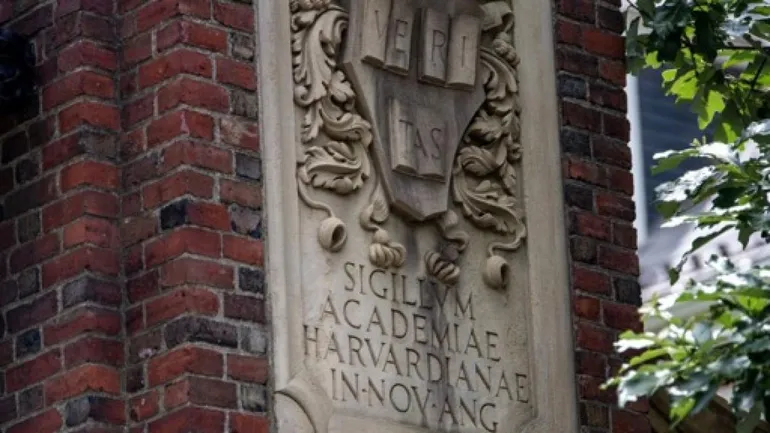 VE RI
TAS
SIGILLVM
ACADEMIAE
HARVARDIANAE
IN·NOV·ANG